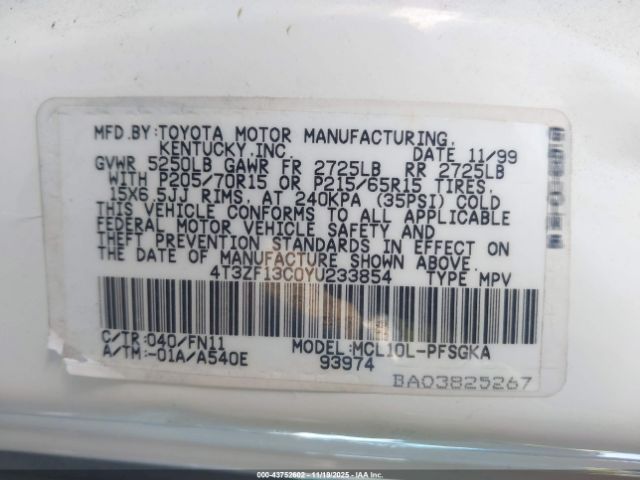 MFD.BY:TOYOTA MOTOR MANUFACTURING,
KENTUCKY,INC. DATE 11/99
GVWR 5250LB GAWR FR 2725LB RR 2725LB
WITH P205/70R15 OR P215/65R15 TIRES,
15X6.5JJ RIMS, AT 240KPA (35PSI) COLD
THIS VEHICLE CONFORMS TO ALL APPLICABLE
FEDERAL MOTOR VEHICLE SAFETY AND
THEFT PREVENTION STANDARDS IN EFFECT ON
THE DATE OF MANUFACTURE SHOWN ABOVE.
4T3ZF13C0YU233854 TYPE MPV
C/TR:040/FN11 MODEL:MCL10L-PFSGKA
A/TM:-01A/A540E 93974
BA03825267
000-43752602 - 11/19/2025 - IAAI.COM